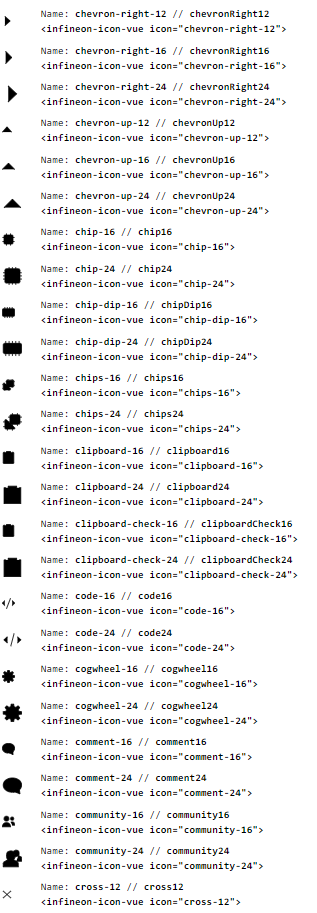 Name: chevron-right-12 // chevronRight12
<infineon-icon-vue icon="chevron-right-12">
Name: chevron-right-16 // chevronRight16
<infineon-icon-vue icon="chevron-right-16">
Name: chevron-right-24 // chevronRight24
<infineon-icon-vue icon="chevron-right-24">
Name: chevron-up-12 // chevronUp12
<infineon-icon-vue icon="chevron-up-12">
Name: chevron-up-16 // chevronUp16
<infineon-icon-vue icon="chevron-up-16">
Name: chevron-up-24 // chevronUp24
<infineon-icon-vue icon="chevron-up-24">
Name: chip-16 // chip16
<infineon-icon-vue icon="chip-16">
Name: chip-24 // chip24
<infineon-icon-vue icon="chip-24">
Name: chip-dip-16 // chipDip16
<infineon-icon-vue icon="chip-dip-16">
Name: chip-dip-24 // chipDip24
<infineon-icon-vue icon="chip-dip-24">
Name: chips-16 // chips16
<infineon-icon-vue icon="chips-16">
Name: chips-24 // chips24
<infineon-icon-vue icon="chips-24">
Name: clipboard-16 // clipboard16
<infineon-icon-vue icon="clipboard-16">
Name: clipboard-24 // clipboard24
<infineon-icon-vue icon="clipboard-24">
Name: clipboard-check-16 // clipboardCheck16
<infineon-icon-vue icon="clipboard-check-16">
Name: clipboard-check-24 // clipboardCheck24
<infineon-icon-vue icon="clipboard-check-24">
Name: code-16 // code16
<infineon-icon-vue icon="code-16">
Name: code-24 // code24
<infineon-icon-vue icon="code-24">
Name: cogwheel-16 // cogwheel16
<infineon-icon-vue icon="cogwheel-16">
Name: cogwheel-24 // cogwheel24
<infineon-icon-vue icon="cogwheel-24">
Name: comment-16 // comment16
<infineon-icon-vue icon="comment-16">
Name: comment-24 // comment24
<infineon-icon-vue icon="comment-24">
Name: community-16 // community16
<infineon-icon-vue icon="community-16">
Name: community-24 // community24
<infineon-icon-vue icon="community-24">
Name: cross-12 // cross12
<infineon-icon-vue icon="cross-12">